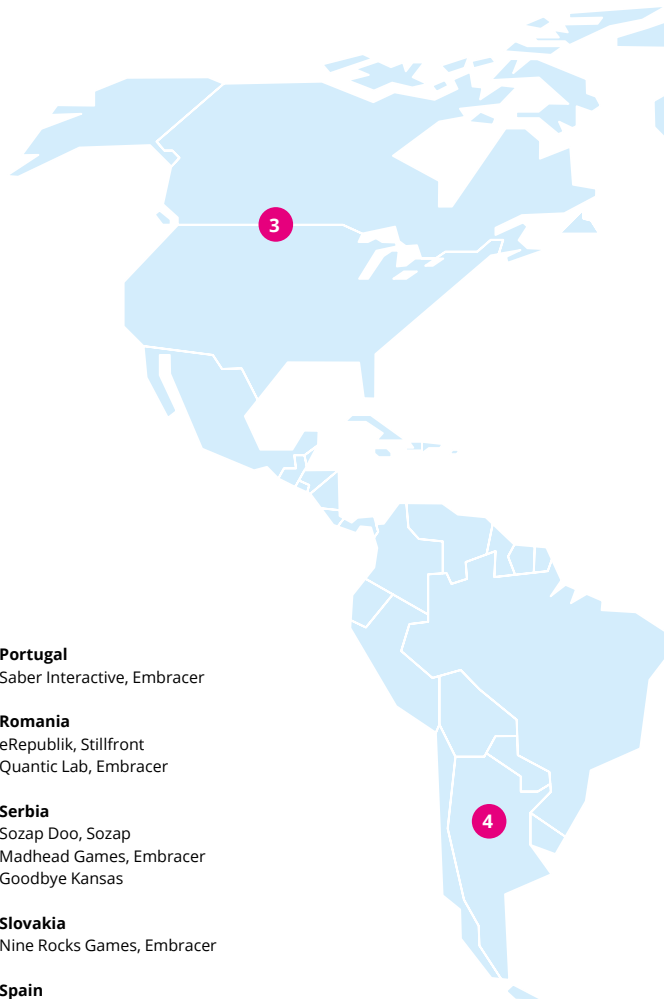 3
Portugal
Saber Interactive, Embracer
Romania
eRepublik, Stillfront
Quantic Lab, Embracer
Serbia
Sozap Doo, Sozap
Madhead Games, Embracer
Goodbye Kansas
4
Slovakia
Nine Rocks Games, Embracer
Spain